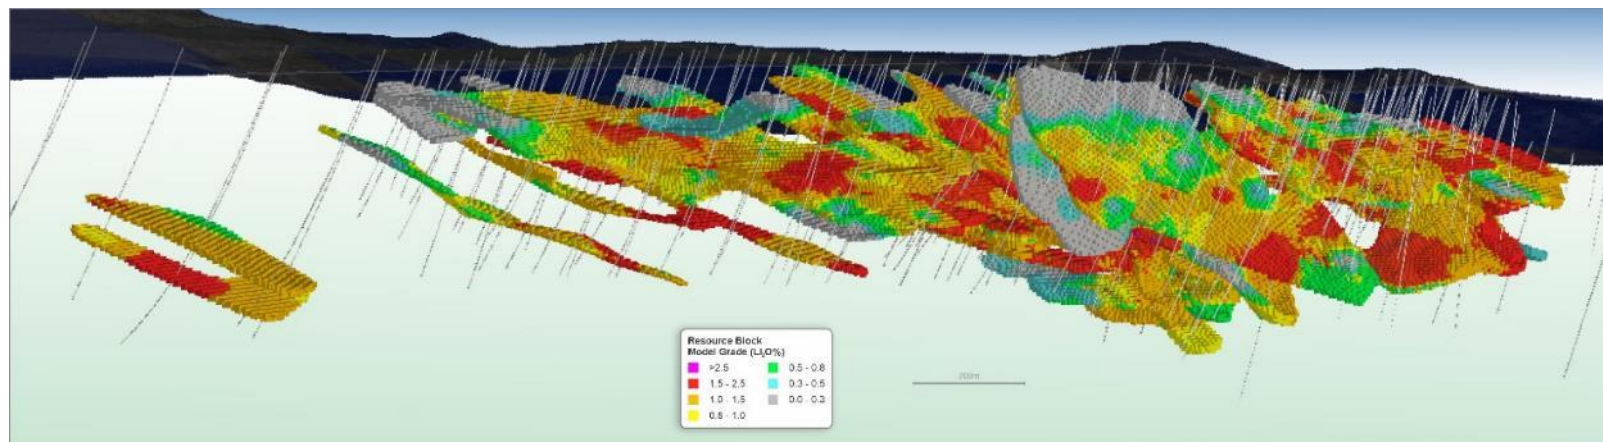 Resource Block
Model Grade (Li₂O%)
>2.5 0.5 - 0.8
1.5 - 2.5 0.3 - 0.5
1.0 - 1.5 0.0 - 0.3
0.8 - 1.0
200m